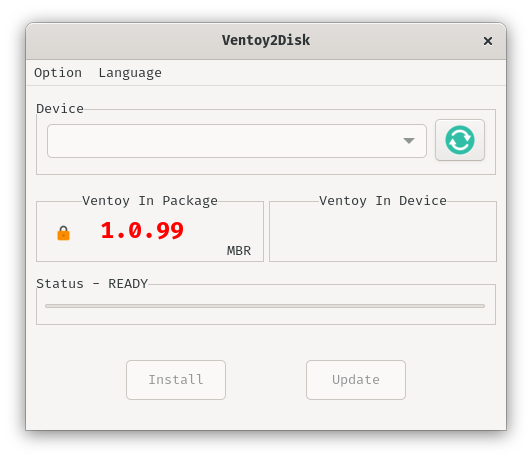 Ventoy2Disk
Option Language
Device
Ventoy In Package Ventoy In Device
1.0.99
MBR
Status - READY
Install Update